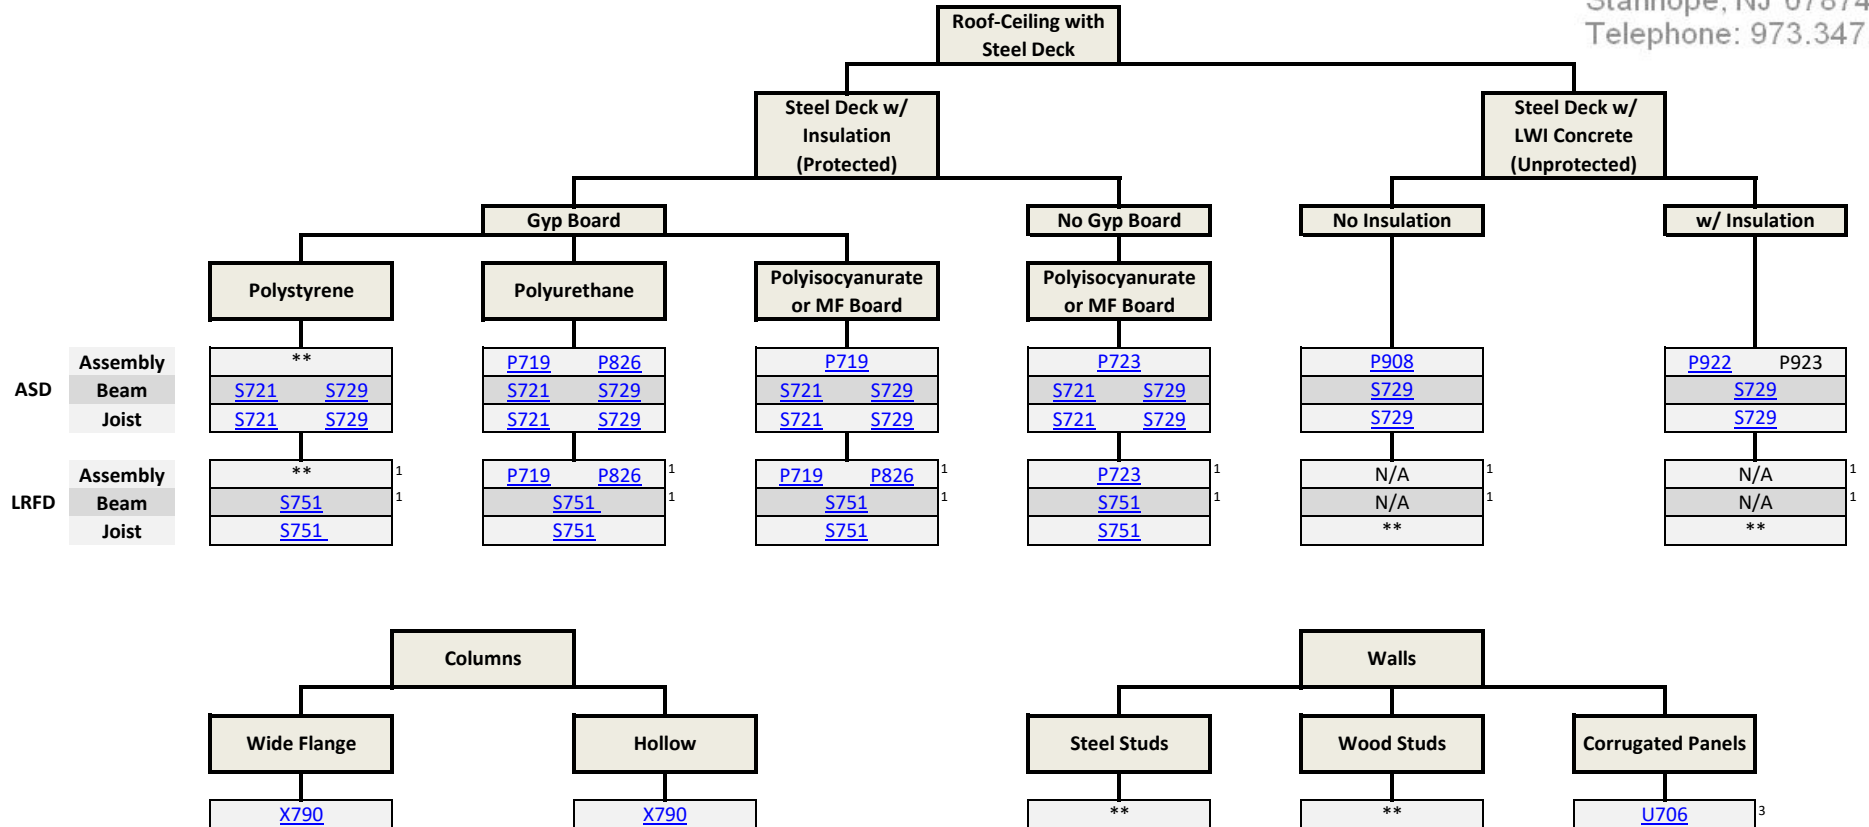 Stanhope, NJ 07874
Telephone: 973.347
Roof-Ceiling with
Steel Deck
Steel Deck w/
Insulation
(Protected)
Steel Deck w/
LWI Concrete
(Unprotected)
Gyp Board
No Gyp Board
No Insulation
w/ Insulation
Polystyrene
Polyurethane
Polyisocyanurate
or MF Board
Polyisocyanurate
or MF Board
ASD
Assembly ** P719 P826 P719 P723 P908 P922 P923
Beam S721 S729 S721 S729 S721 S729 S721 S729 S729 S729
Joist S721 S729 S721 S729 S721 S729 S721 S729 S729 S729
LRFD
Assembly ** 1 P719 P826 1 P719 P826 1 P723 1 N/A 1 N/A 1
Beam S751 1 S751 1 S751 1 S751 1 N/A 1 N/A 1
Joist S751 S751 S751 S751 ** **
Columns
Walls
Wide Flange
Hollow
Steel Studs
Wood Studs
Corrugated Panels
X790 X790 ** ** U706 3